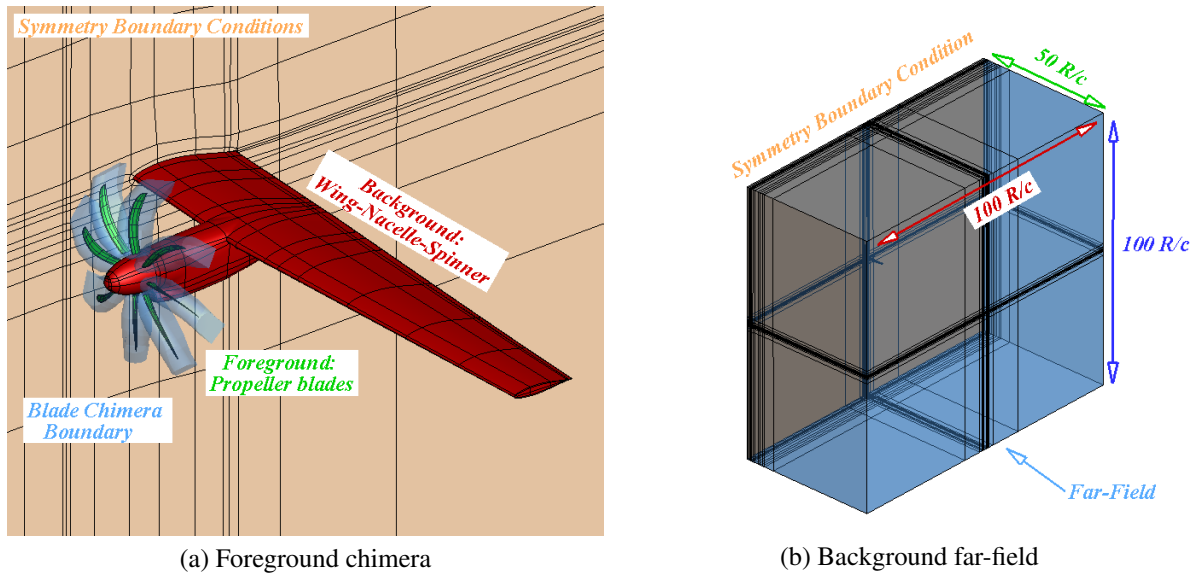 Symmetry Boundary Conditions
Background:
Wing-Nacelle-Spinner
Foreground:
Propeller blades
Blade Chimera
Boundary
(a) Foreground chimera
50 R/c
Symmetry Boundary Condition
100 R/c
100 R/c
Far-Field
(b) Background far-field